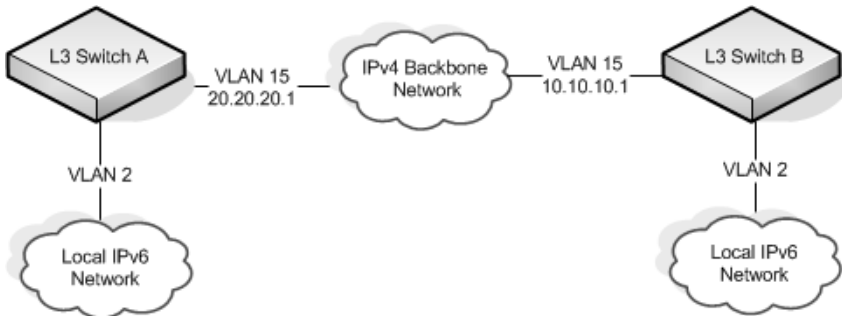 L3 Switch A
VLAN 15
20.20.20.1
IPv4 Backbone
Network
VLAN 15
10.10.10.1
L3 Switch B
VLAN 2
VLAN 2
Local IPv6
Network
Local IPv6
Network